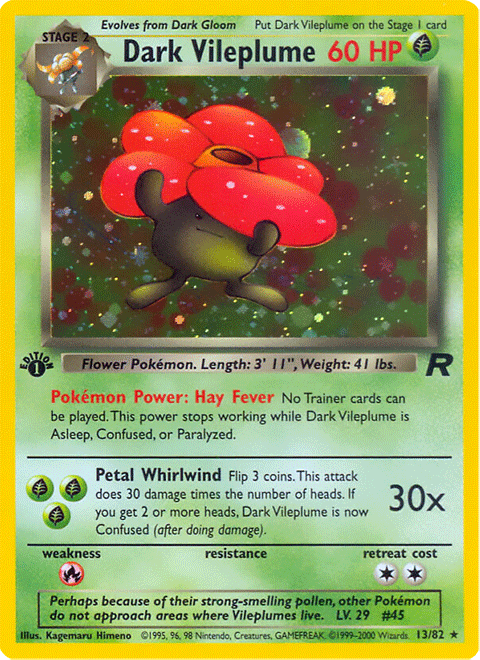 Evolves from Dark Gloom Put Dark Vileplume on the Stage 1 card
STAGE 2
Dark Vileplume 60 HP
EDITION
1
Flower Pokémon. Length: 3' 11", Weight: 41 lbs.
R
Pokémon Power: Hay Fever No Trainer cards can
be played. This power stops working while Dark Vileplume is
Asleep, Confused, or Paralyzed.
Petal Whirlwind Flip 3 coins. This attack
does 30 damage times the number of heads. If
you get 2 or more heads, Dark Vileplume is now
Confused (after doing damage).
30x
weakness resistance retreat cost
Perhaps because of their strong-smelling pollen, other Pokémon
do not approach areas where Vileplumes live. LV. 29 #45
Illus. Kagemaru Himeno ©1995, 96, 98 Nintendo, Creatures, GAMEFREAK. ©1999-2000 Wizards. 13/82 ★